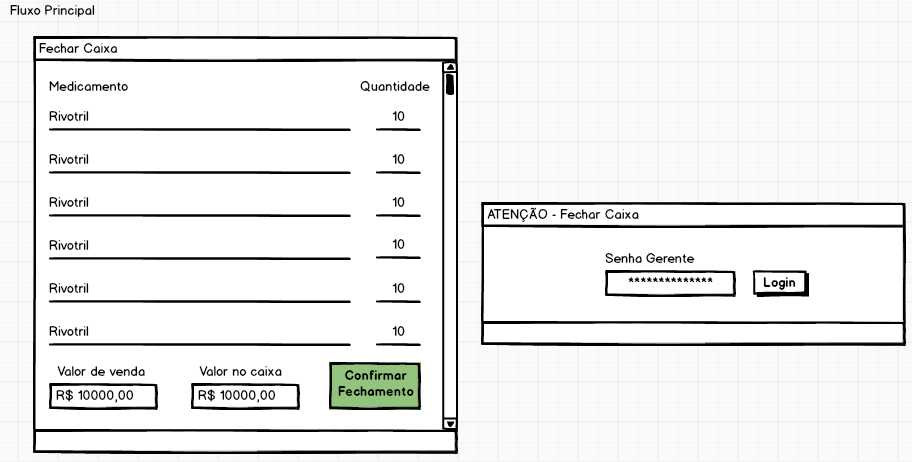 Fluxo Principal
Fechar Caixa
Medicamento Quantidade
Rivotril 10
Rivotril 10
Rivotril 10
Rivotril 10
Rivotril 10
Rivotril 10
Valor de venda Valor no caixa
R$ 10000,00 R$ 10000,00
Confirmar
Fechamento
ATENÇÃO - Fechar Caixa
Senha Gerente
************** Login